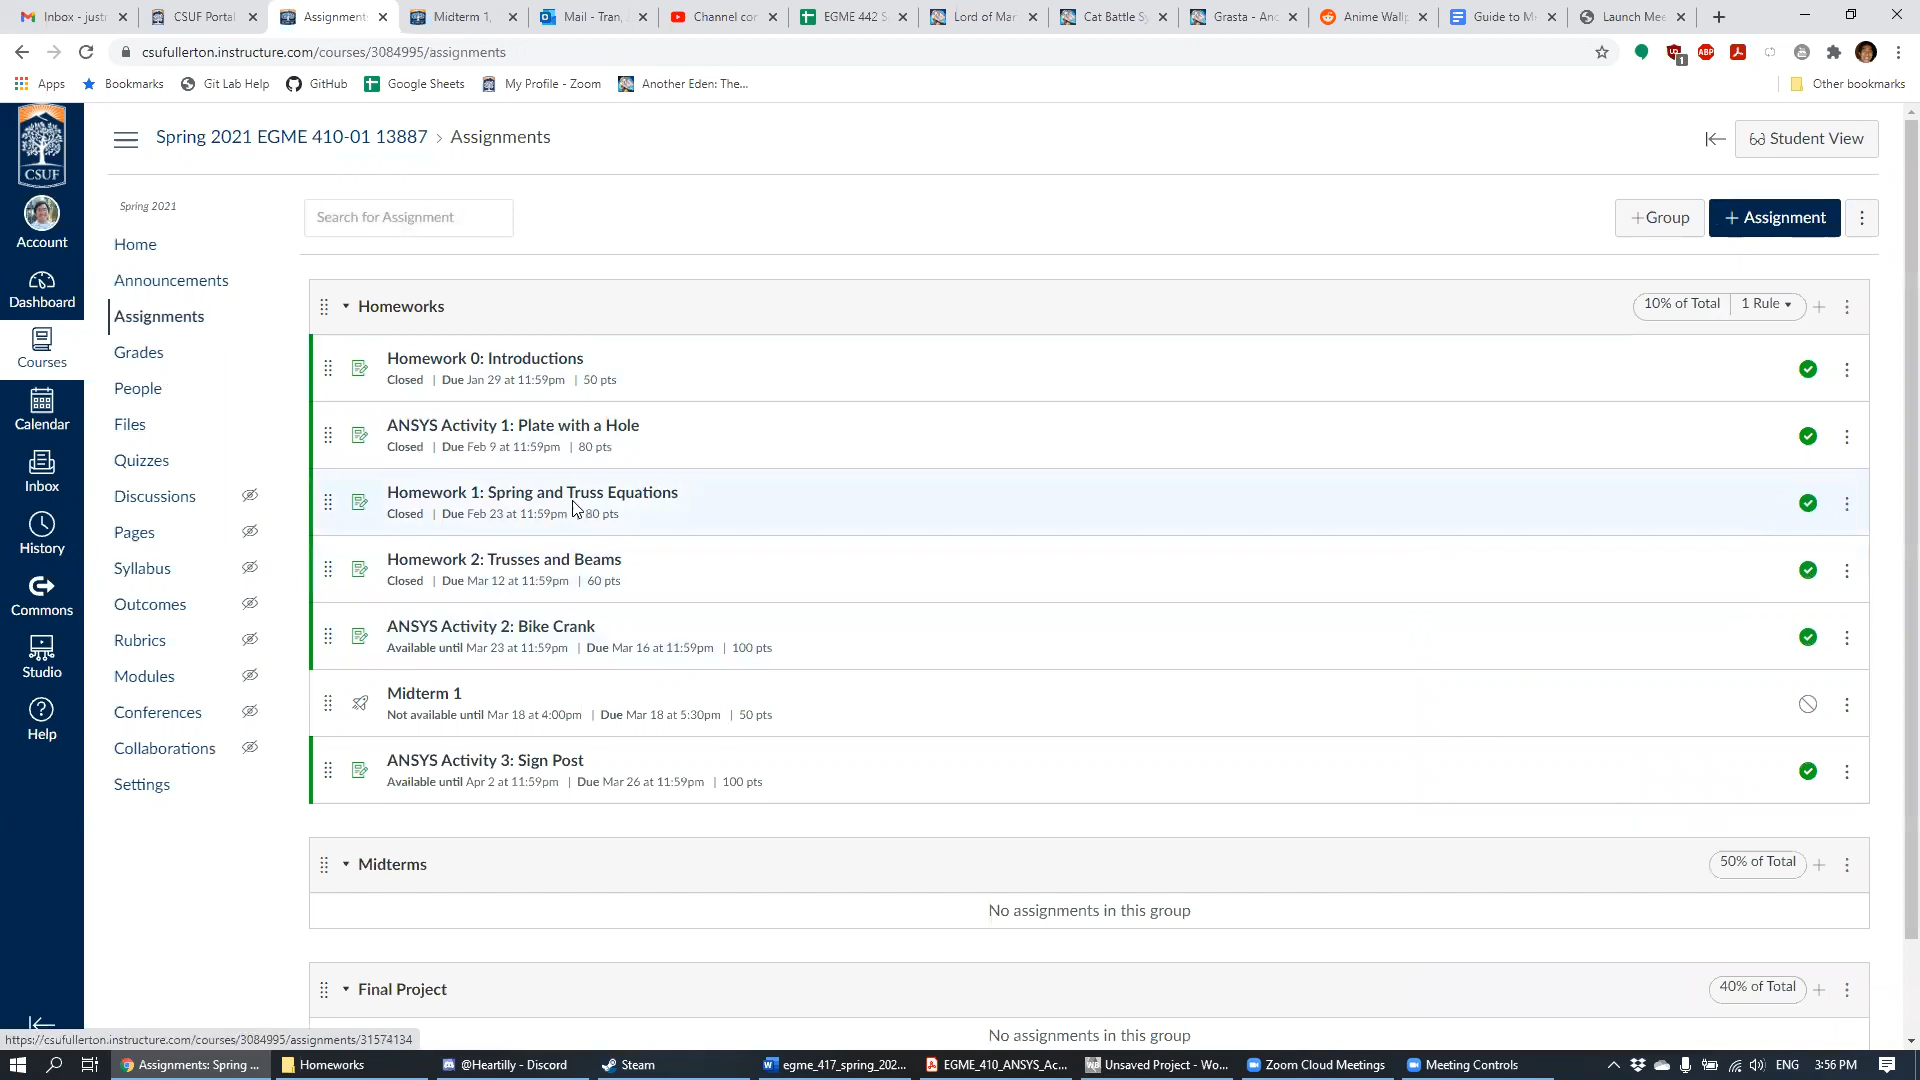 Inbox - just
CSUF Portal
Assignment
Midterm 1,
Mail - Tran,
Channel cor
EGME 442 S
Lord of Mar
Cat Battle Sy
Grasta - And
Anime Wallp
Guide to Me
Launch Mee
csufullerton.instructure.com/courses/3084995/assignments
ABP
1
Apps
Bookmarks
Git Lab Help
GitHub
Google Sheets
My Profile - Zoom
Another Eden: The...
Other bookmarks
CSUF
Account
Dashboard
Courses
Calendar
Inbox
History
Commons
Studio
Help
Spring 2021 EGME 410-01 13887 > Assignments
Student View
Spring 2021
Home
Announcements
Assignments
Grades
People
Files
Quizzes
Discussions
Pages
Syllabus
Outcomes
Rubrics
Modules
Conferences
Collaborations
Settings
Search for Assignment
+ Group
+ Assignment
Homeworks
10% of Total
1 Rule
Homework 0: Introductions
Closed | Due Jan 29 at 11:59pm | 50 pts
ANSYS Activity 1: Plate with a Hole
Closed | Due Feb 9 at 11:59pm | 80 pts
Homework 1: Spring and Truss Equations
Closed | Due Feb 23 at 11:59pm 80 pts
Homework 2: Trusses and Beams
Closed | Due Mar 12 at 11:59pm | 60 pts
ANSYS Activity 2: Bike Crank
Available until Mar 23 at 11:59pm | Due Mar 16 at 11:59pm | 100 pts
Midterm 1
Not available until Mar 18 at 4:00pm | Due Mar 18 at 5:30pm | 50 pts
ANSYS Activity 3: Sign Post
Available until Apr 2 at 11:59pm | Due Mar 26 at 11:59pm | 100 pts
Midterms
50% of Total
No assignments in this group
Final Project
40% of Total
No assignments in this group
https://csufullerton.instructure.com/courses/3084995/assignments/31574134
Assignments: Spring ...
Homeworks
@Heartilly - Discord
Steam
egme_417_spring_202...
EGME_410_ANSYS_Ac...
Unsaved Project - Wo...
Zoom Cloud Meetings
Meeting Controls
ENG
3:56 PM